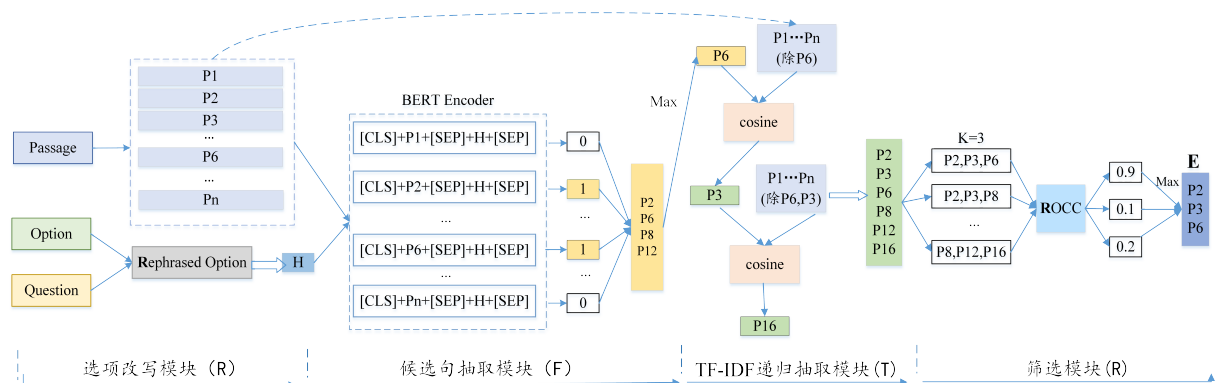 Passage
Option
Question
P1
P2
P3
...
P6
...
Pn
Rephrased Option
H
BERT Encoder
[CLS]+P1+[SEP]+H+[SEP]
[CLS]+P2+[SEP]+H+[SEP]
...
[CLS]+P6+[SEP]+H+[SEP]
...
[CLS]+Pn+[SEP]+H+[SEP]
0
1
...
1
...
0
P2
P6
P8
P12
Max
P6
P1…Pn
(除P6)
cosine
P3
P1…Pn
(除P6,P3)
cosine
P16
P2
P3
P6
P8
P12
P16
K=3
P2,P3,P6
P2,P3,P8
...
P8,P12,P16
ROCC
0.9
0.1
0.2
Max
E
P2
P3
P6
选项改写模块（R）
候选句抽取模块（F）
TF-IDF递归抽取模块(T)
筛选模块(R)